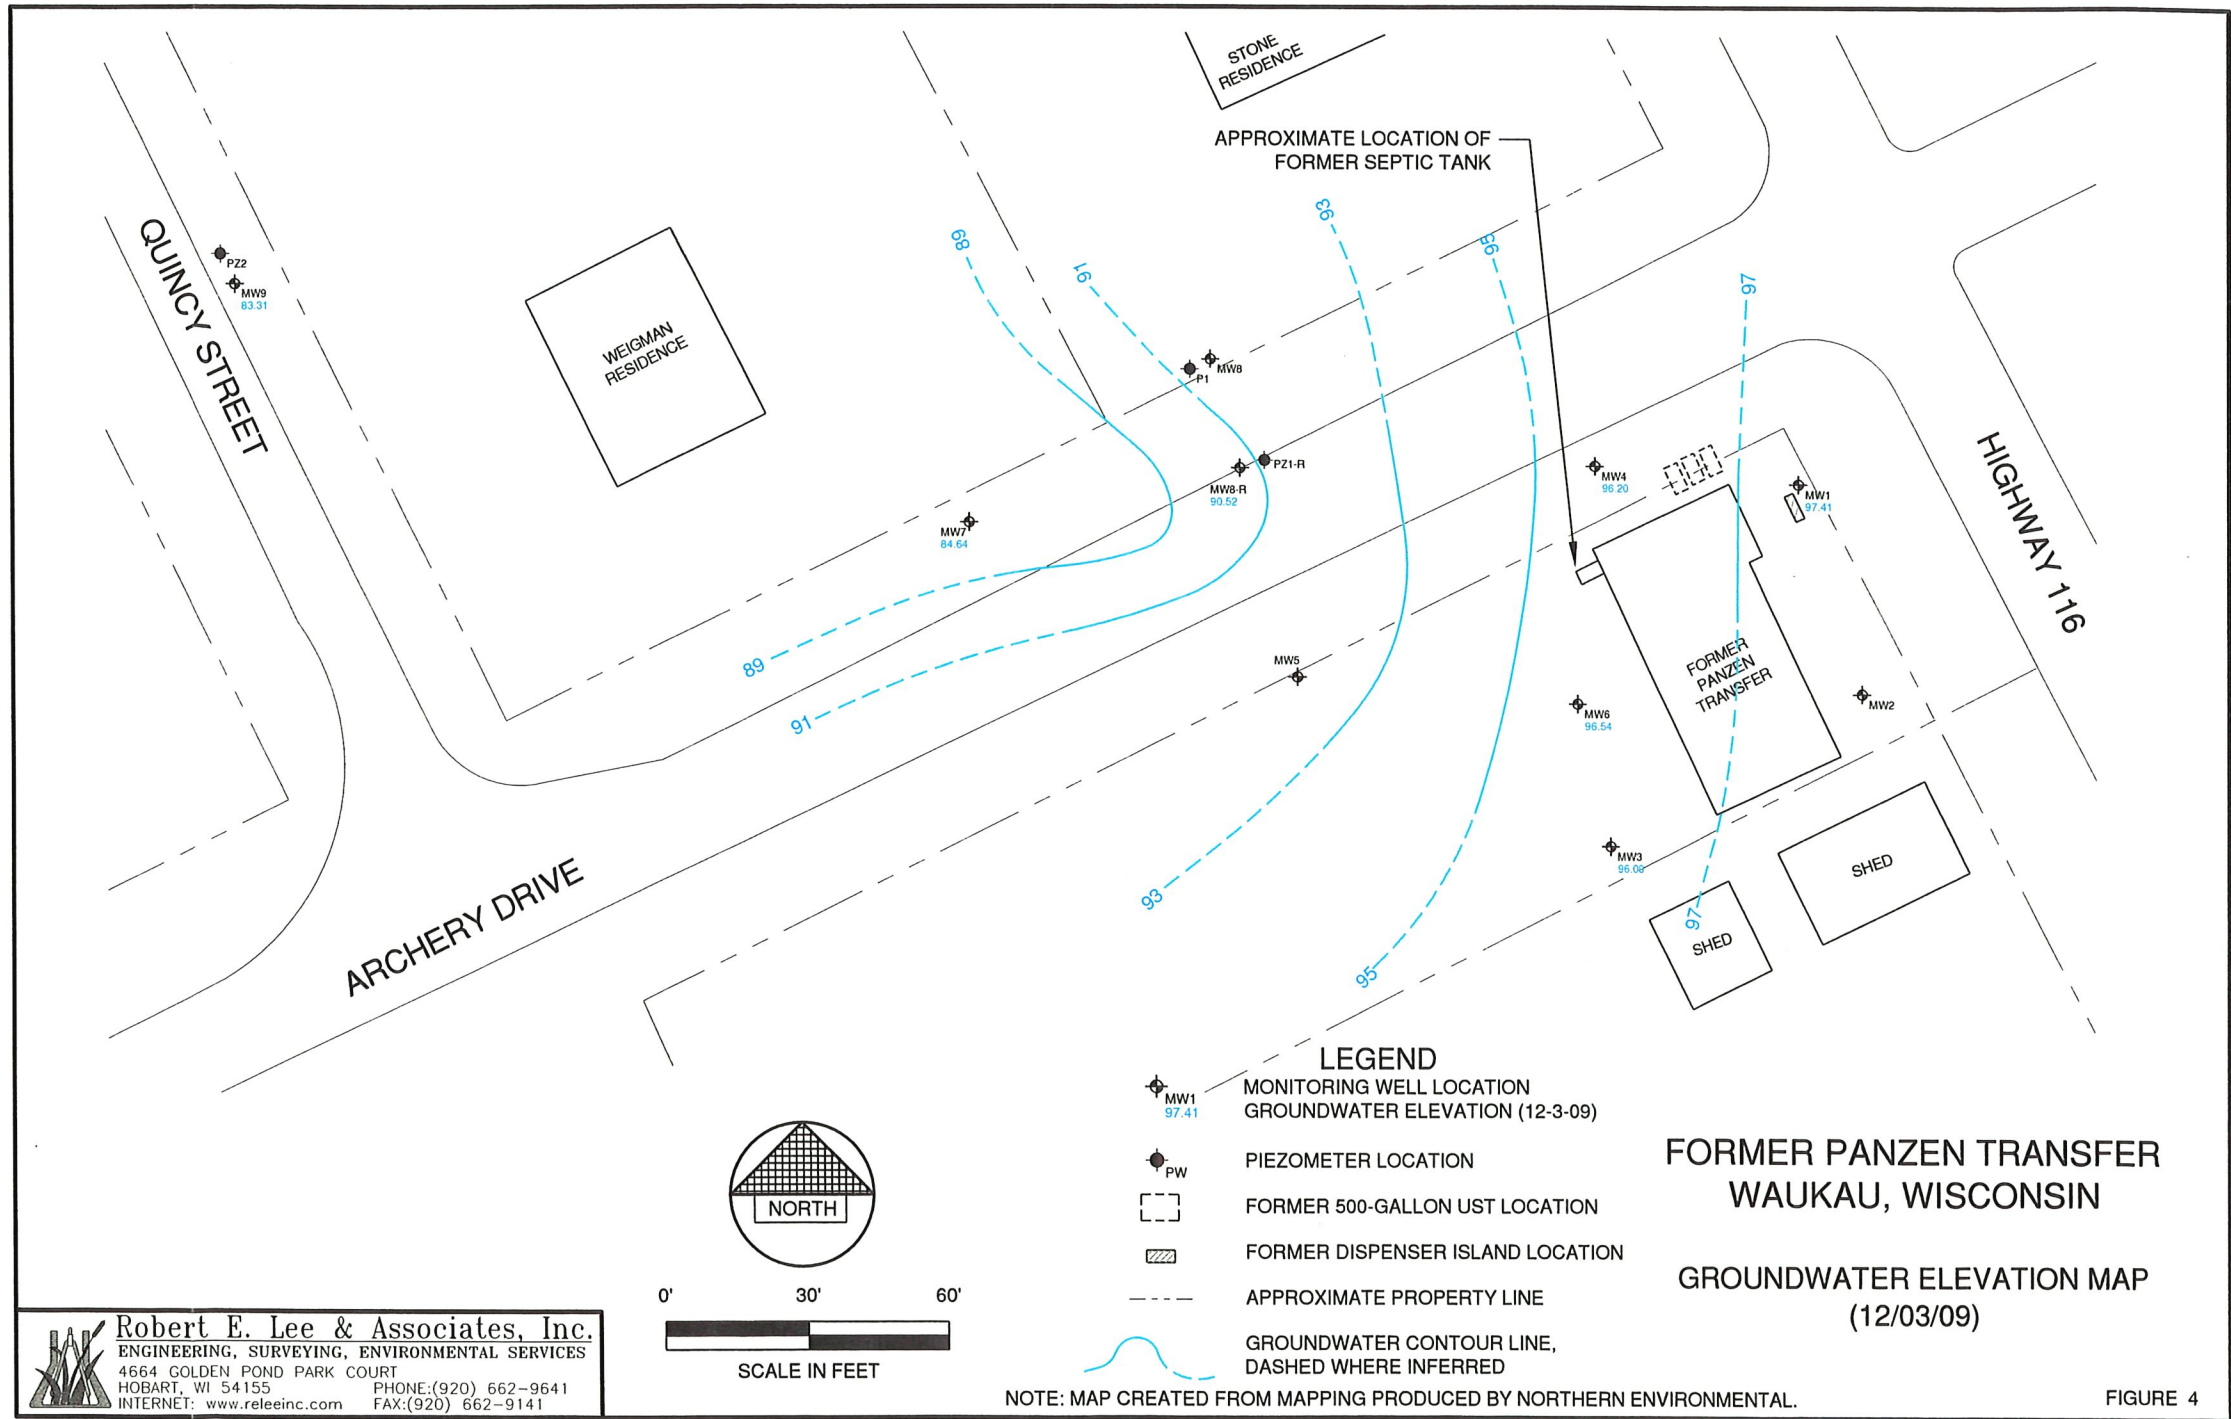 STONE
RESIDENCE
APPROXIMATE LOCATION OF
FORMER SEPTIC TANK
QUINCY STREET
PZ2
MW9
83.31
WEIGMAN
RESIDENCE
89
91
93
95
97
P1
MW8
PZ1-R
MW8-R
90.52
MW7
84.64
MW4
96.20
MW1
97.41
HIGHWAY 116
MW5
FORMER
PANZEN
TRANSFER
MW6
96.54
MW2
89
91
MW3
96.08
SHED
SHED
93
95
97
ARCHERY DRIVE
LEGEND
MW1
97.41
MONITORING WELL LOCATION
GROUNDWATER ELEVATION (12-3-09)
PW
PIEZOMETER LOCATION
FORMER 500-GALLON UST LOCATION
FORMER DISPENSER ISLAND LOCATION
APPROXIMATE PROPERTY LINE
GROUNDWATER CONTOUR LINE,
DASHED WHERE INFERRED
NORTH
0' 30' 60'
SCALE IN FEET
FORMER PANZEN TRANSFER
WAUKAU, WISCONSIN
GROUNDWATER ELEVATION MAP
(12/03/09)
Robert E. Lee & Associates, Inc.
ENGINEERING, SURVEYING, ENVIRONMENTAL SERVICES
4664 GOLDEN POND PARK COURT
HOBART, WI 54155 PHONE:(920) 662-9641
INTERNET: www.releeinc.com FAX:(920) 662-9141
NOTE: MAP CREATED FROM MAPPING PRODUCED BY NORTHERN ENVIRONMENTAL.
FIGURE 4